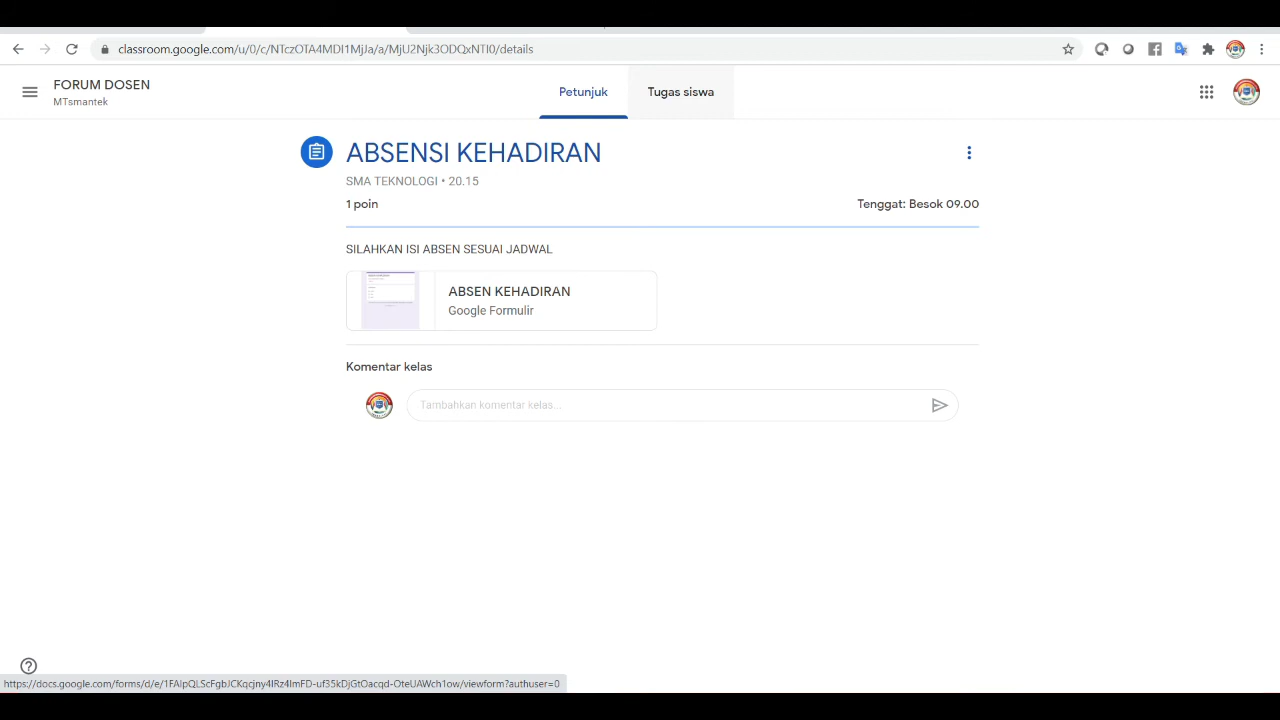 classroom.google.com/u/0/c/NTczOTA4MDI1MjJa/a/MjU2Njk3ODQxNTI0/details
FORUM DOSEN
MTsmantek
Petunjuk
Tugas siswa
ABSENSI KEHADIRAN
SMA TEKNOLOGI • 20.15
1 poin
Tenggat: Besok 09.00
SILAHKAN ISI ABSEN SESUAI JADWAL
ABSEN KEHADIRAN
Google Formulir
Komentar kelas
Tambahkan komentar kelas...
https://docs.google.com/forms/d/e/1FAIpQLScFgbJCKqcjny4IRz4ImFD-uf35kDjGtOacqd-OteUAWch1ow/viewform?authuser=0